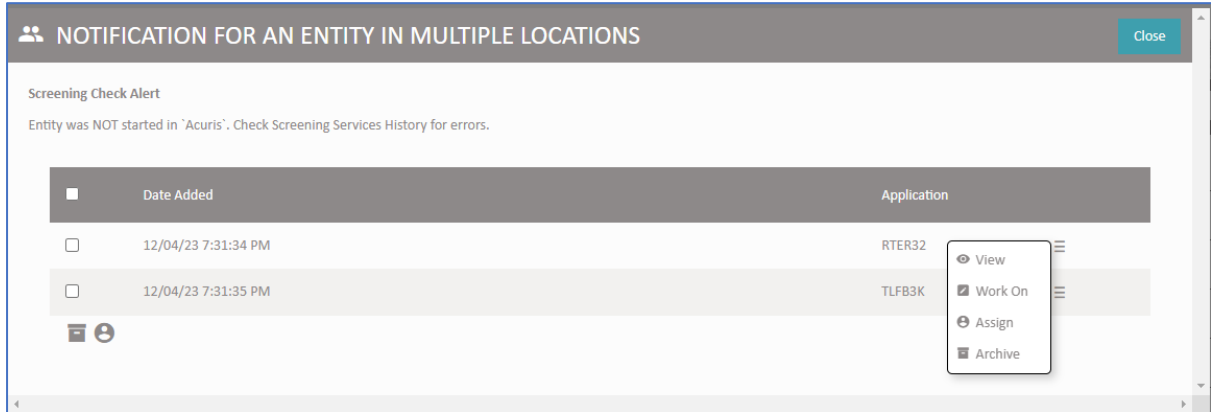 NOTIFICATION FOR AN ENTITY IN MULTIPLE LOCATIONS
Close
Screening Check Alert
Entity was NOT started in `Acuris`. Check Screening Services History for errors.
Date Added Application
12/04/23 7:31:34 PM RTER32
View
Work On
12/04/23 7:31:35 PM TLFB3K
Assign
Archive